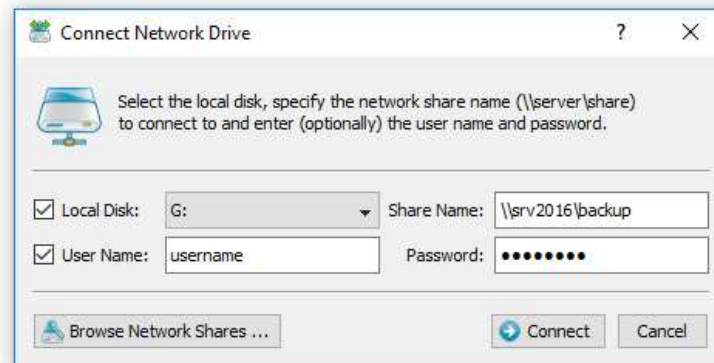 Connect Network Drive ?
Select the local disk, specify the network share name (\\server\share)
to connect to and enter (optionally) the user name and password.
Local Disk: G: Share Name: \\srv2016\backup
User Name: username Password: ●●●●●●●●
Browse Network Shares ... Connect Cancel